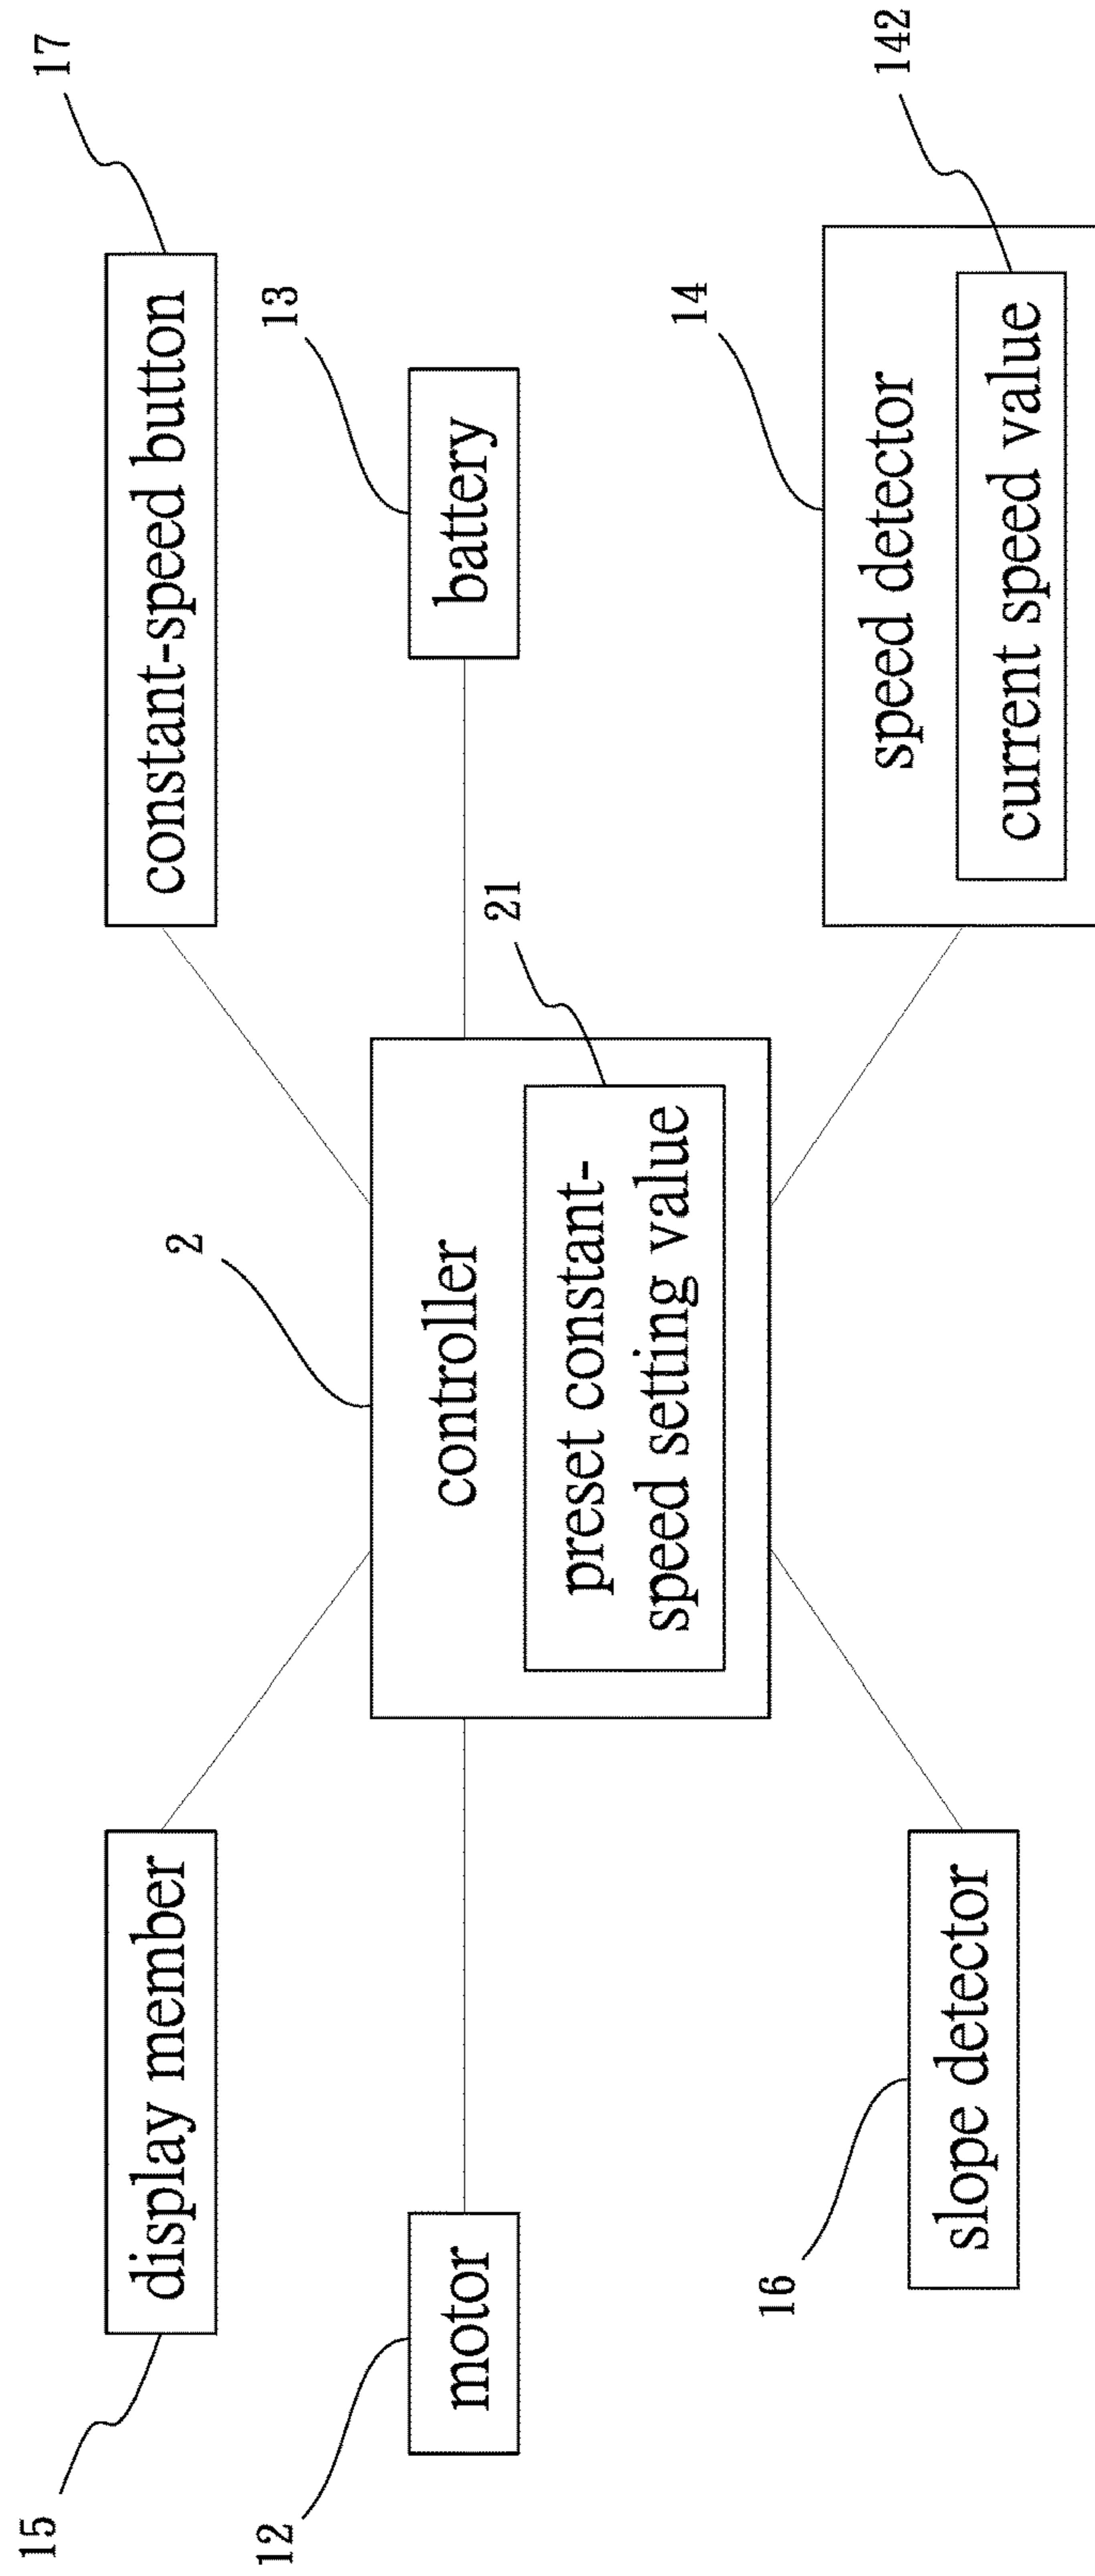 15
display member
17
constant-speed button
12
motor
2
controller
21
preset constant-
speed setting value
13
battery
16
slope detector
14
speed detector
142
current speed value